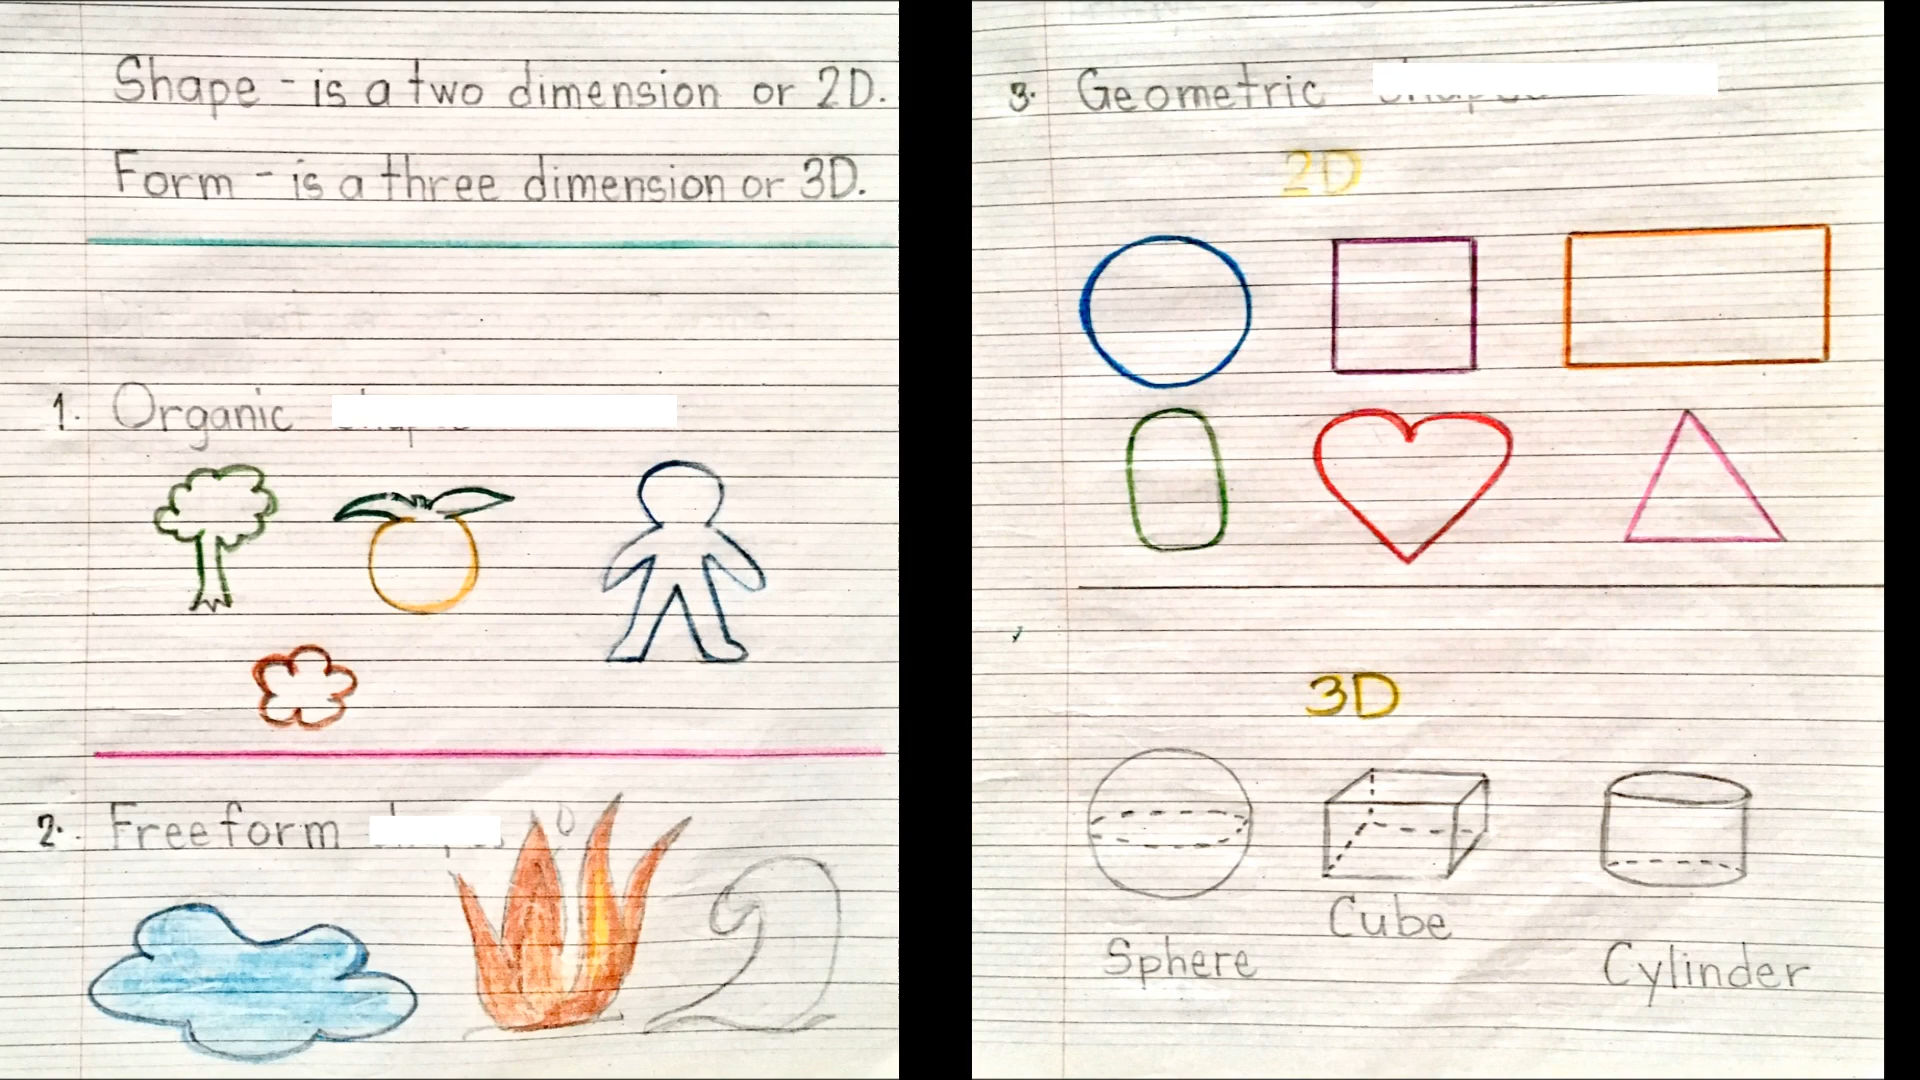 Shape - is a two dimension or 2D.
Form - is a three dimension or 3D.
1. Organic
2. Freeform
3. Geometric
2D
3D
Sphere
Cube
Cylinder